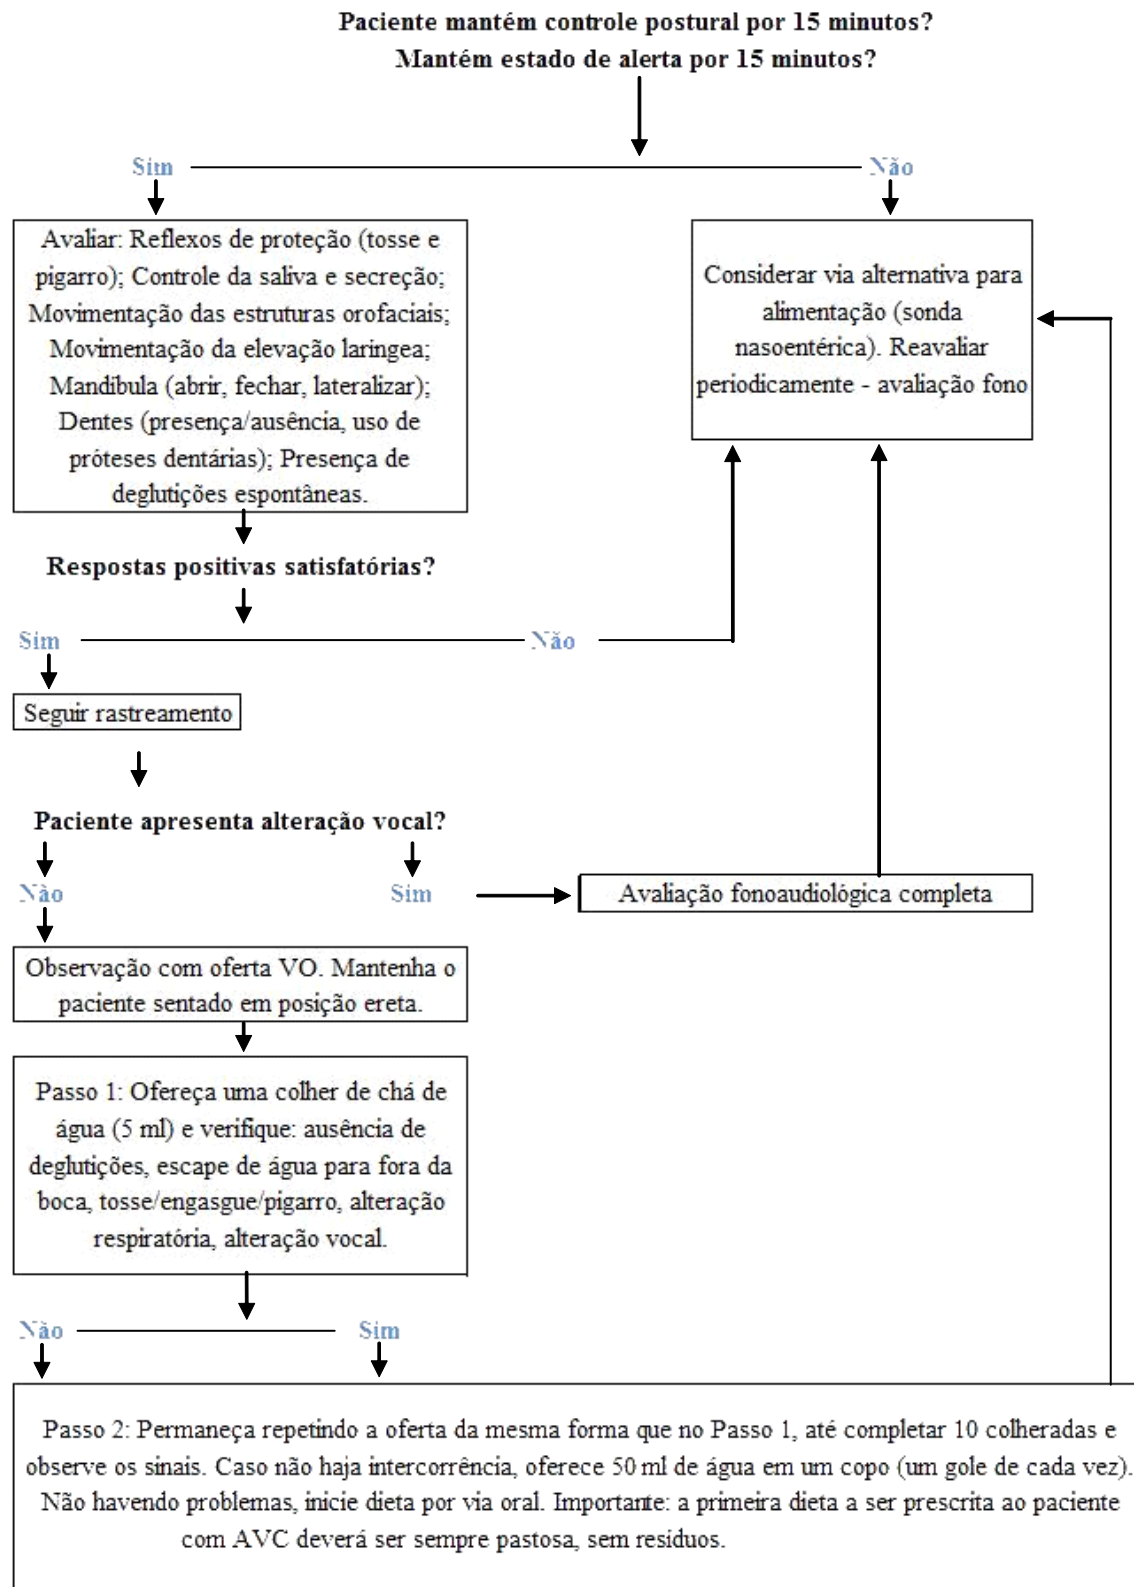 Paciente mantém controle postural por 15 minutos?
Mantém estado de alerta por 15 minutos?
Sim
Não
Avaliar: Reflexos de proteção (tosse e
pigarro); Controle da saliva e secreção;
Movimentação das estruturas orofaciais;
Movimentação da elevação laríngea;
Mandíbula (abrir, fechar, lateralizar);
Dentes (presença/ausência, uso de
próteses dentárias); Presença de
deglutições espontâneas.
Considerar via alternativa para
alimentação (sonda
nasoentérica). Reavaliar
periodicamente - avaliação fono
Respostas positivas satisfatórias?
Sim
Não
Seguir rastreamento
Paciente apresenta alteração vocal?
Não
Sim
Avaliação fonoaudiológica completa
Observação com oferta VO. Mantenha o
paciente sentado em posição ereta.
Passo 1: Ofereça uma colher de chá de
água (5 ml) e verifique: ausência de
deglutições, escape de água para fora da
boca, tosse/engasgue/pigarro, alteração
respiratória, alteração vocal.
Não
Sim
Passo 2: Permaneça repetindo a oferta da mesma forma que no Passo 1, até completar 10 colheradas e
observe os sinais. Caso não haja intercorrência, oferece 50 ml de água em um copo (um gole de cada vez).
Não havendo problemas, inicie dieta por via oral. Importante: a primeira dieta a ser prescrita ao paciente
com AVC deverá ser sempre pastosa, sem resíduos.